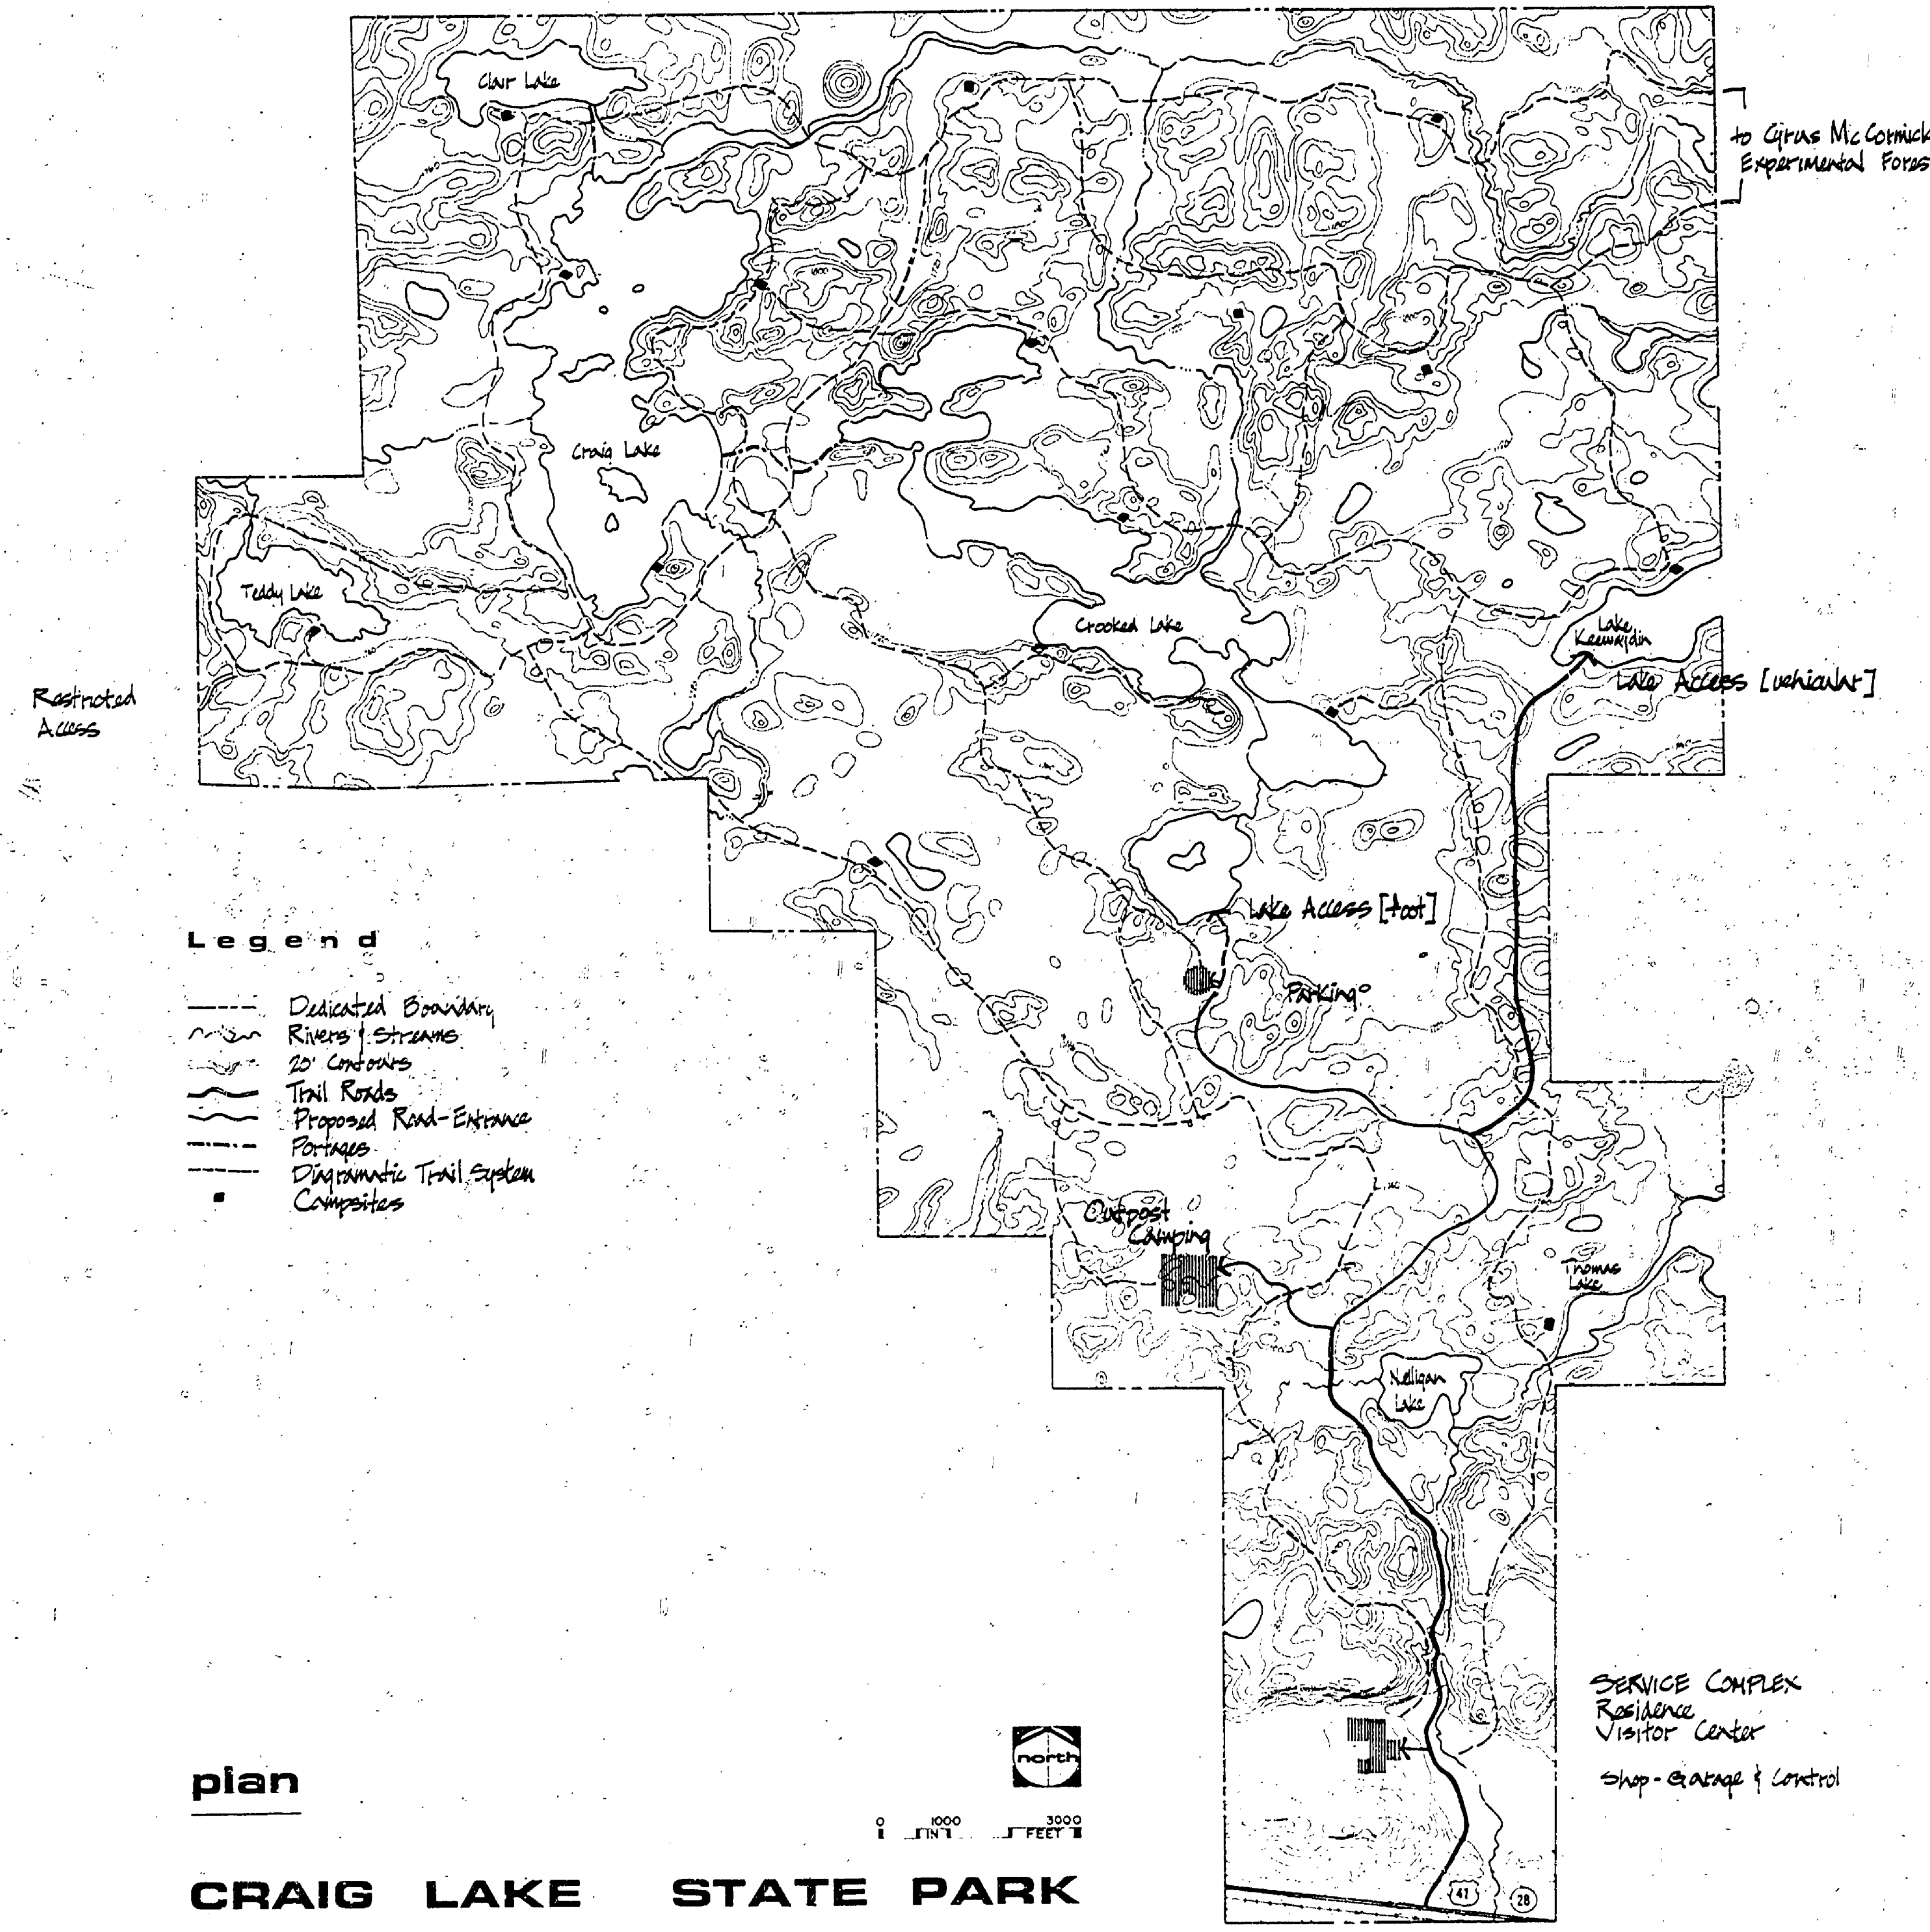 Clair Lake
to Cyrus McCormick
Experimental Fores
Craig Lake
Teddy Lake
Crooked Lake
Lake
Keewaydin
Lake Access [vehicular]
Restricted
Access
Lake Access [foot]
Legend
Parking
Dedicated Boundary
Rivers & Streams
20' Contours
Trail Roads
Proposed Road-Entrance
Portages
Diagramatic Trail System
Campsites
Outpost
Camping
Thomas
Lake
Nelligan
Lake
SERVICE COMPLEX
Residence
Visitor Center
Shop-Garage & Control
north
plan
0 1000 3000
IN FEET
CRAIG LAKE STATE PARK
41 28